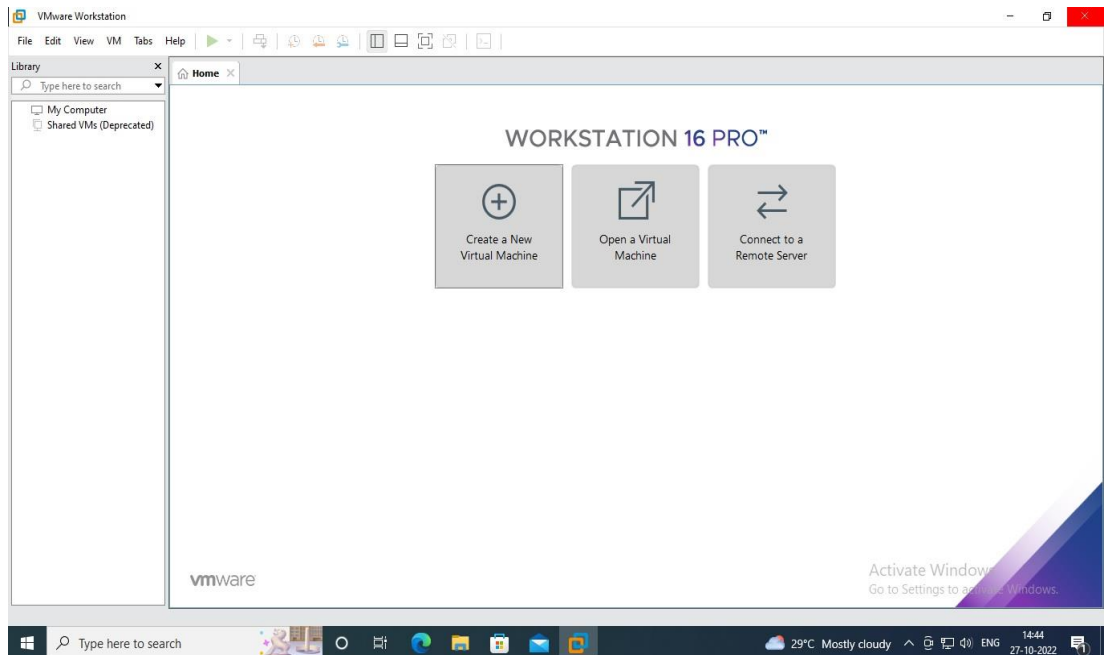 VMware Workstation
File Edit View VM Tabs Help
Library
Home
Type here to search
My Computer
Shared VMs (Deprecated)
WORKSTATION 16 PRO™
Create a New
Virtual Machine
Open a Virtual
Machine
Connect to a
Remote Server
vmware
Activate Windows
Go to Settings to activate Windows.
Type here to search
29°C Mostly cloudy
ENG
14:44
27-10-2022
1